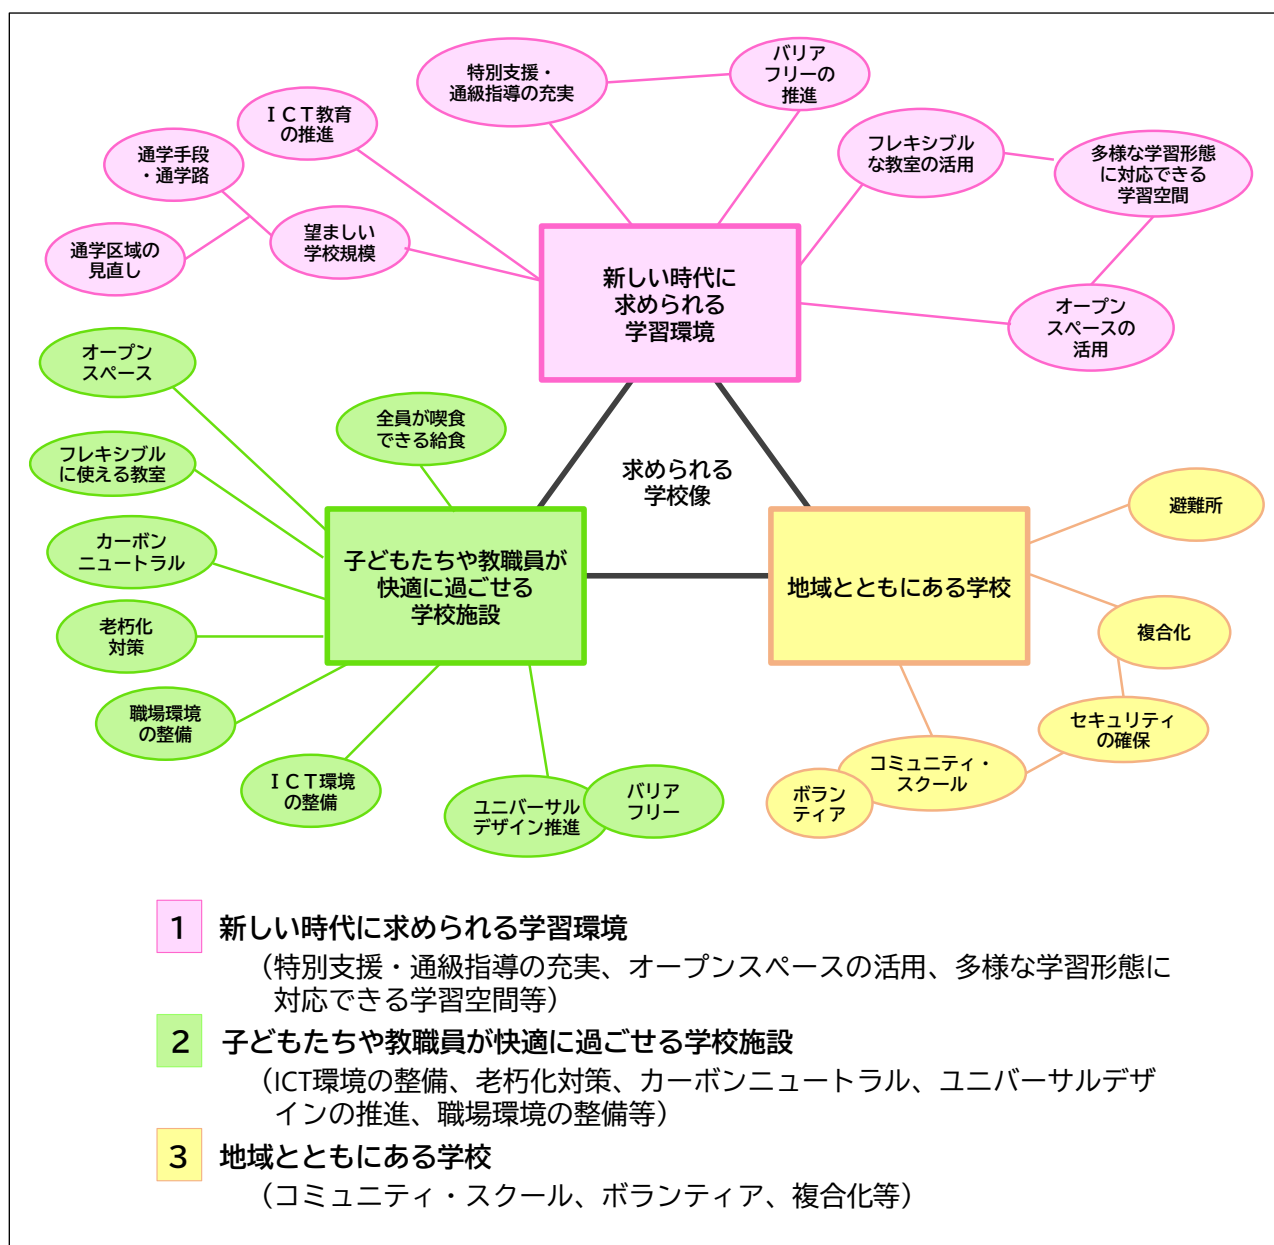 特別支援・
通級指導の充実
バリア
フリーの
推進
ＩＣＴ教育
の推進
フレキシブル
な教室の活用
通学手段
・通学路
多様な学習形態
に対応できる
学習空間
望ましい
学校規模
通学区域の
見直し
新しい時代に
求められる
学習環境
オープン
スペースの
活用
オープン
スペース
全員が喫食
できる給食
フレキシブル
に使える教室
求められる
学校像
避難所
カーボン
ニュートラル
子どもたちや教職員が
快適に過ごせる
学校施設
地域とともにある学校
老朽化
対策
複合化
職場環境
の整備
セキュリティ
の確保
ＩＣＴ環境
の整備
コミュニティ・
スクール
ボラン
ティア
ユニバーサル
デザイン推進
バリア
フリー
1 新しい時代に求められる学習環境
（特別支援・通級指導の充実、オープンスペースの活用、多様な学習形態に
対応できる学習空間等）
2 子どもたちや教職員が快適に過ごせる学校施設
（ICT環境の整備、老朽化対策、カーボンニュートラル、ユニバーサルデザ
インの推進、職場環境の整備等）
3 地域とともにある学校
（コミュニティ・スクール、ボランティア、複合化等）